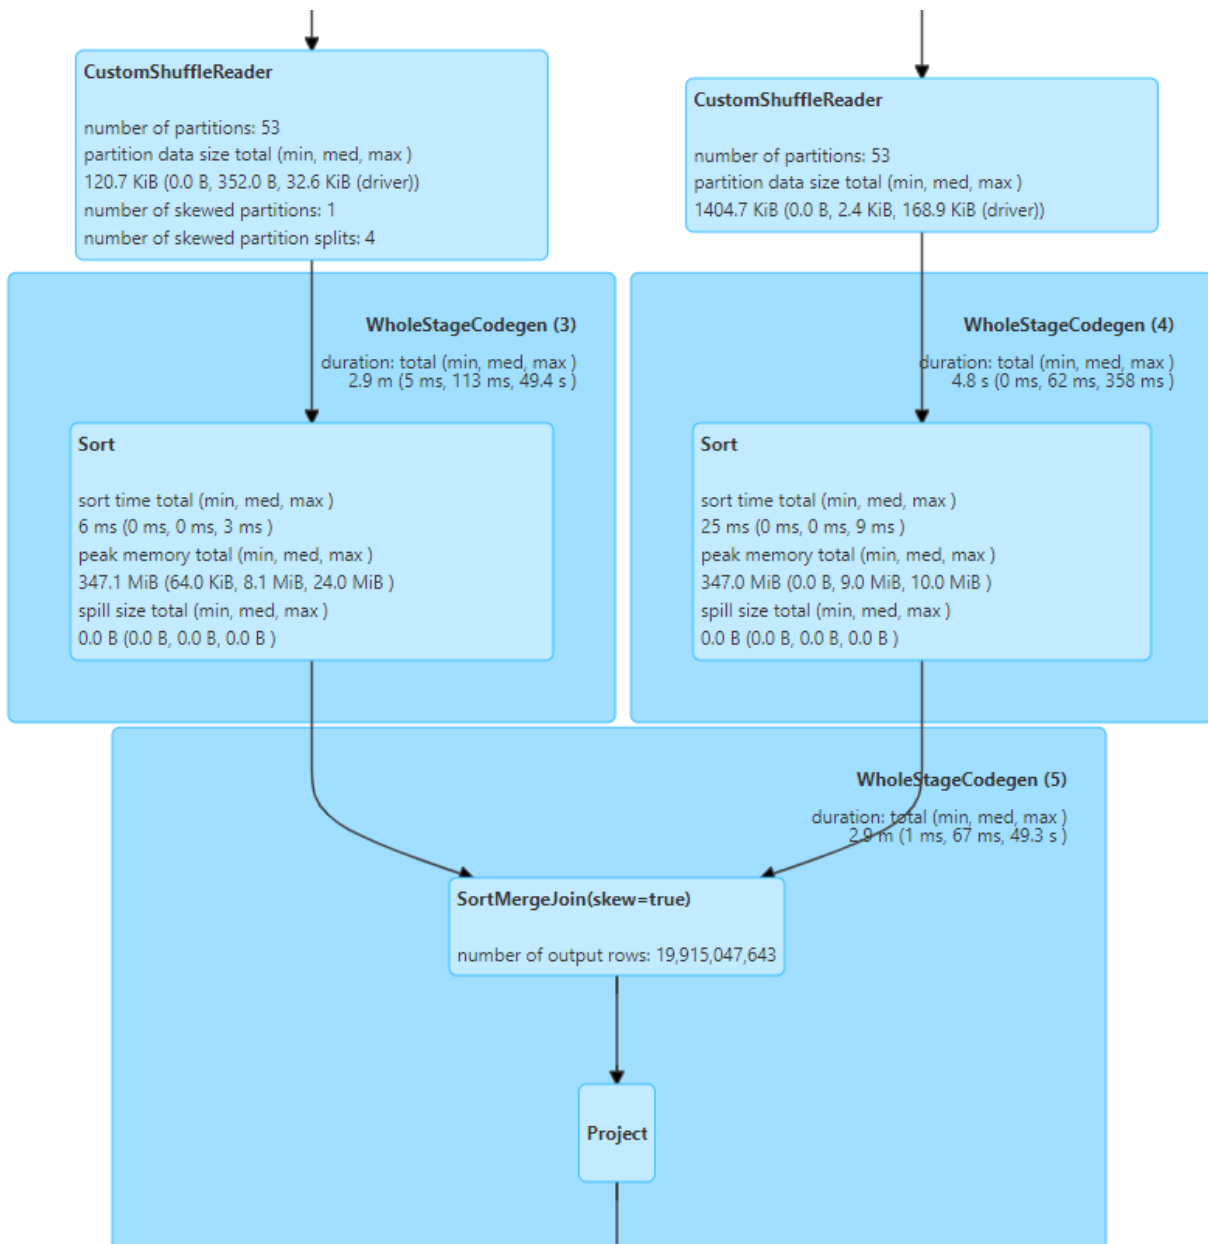 CustomShuffleReader
number of partitions: 53
partition data size total (min, med, max )
120.7 KiB (0.0 B, 352.0 B, 32.6 KiB (driver))
number of skewed partitions: 1
number of skewed partition splits: 4
CustomShuffleReader
number of partitions: 53
partition data size total (min, med, max )
1404.7 KiB (0.0 B, 2.4 KiB, 168.9 KiB (driver))
WholeStageCodegen (3)
duration: total (min, med, max )
2.9 m (5 ms, 113 ms, 49.4 s )
Sort
sort time total (min, med, max )
6 ms (0 ms, 0 ms, 3 ms )
peak memory total (min, med, max )
347.1 MiB (64.0 KiB, 8.1 MiB, 24.0 MiB )
spill size total (min, med, max )
0.0 B (0.0 B, 0.0 B, 0.0 B )
WholeStageCodegen (4)
duration: total (min, med, max )
4.8 s (0 ms, 62 ms, 358 ms )
Sort
sort time total (min, med, max )
25 ms (0 ms, 0 ms, 9 ms )
peak memory total (min, med, max )
347.0 MiB (0.0 B, 9.0 MiB, 10.0 MiB )
spill size total (min, med, max )
0.0 B (0.0 B, 0.0 B, 0.0 B )
WholeStageCodegen (5)
duration: total (min, med, max )
2.9 m (1 ms, 67 ms, 49.3 s )
SortMergeJoin(skew=true)
number of output rows: 19,915,047,643
Project